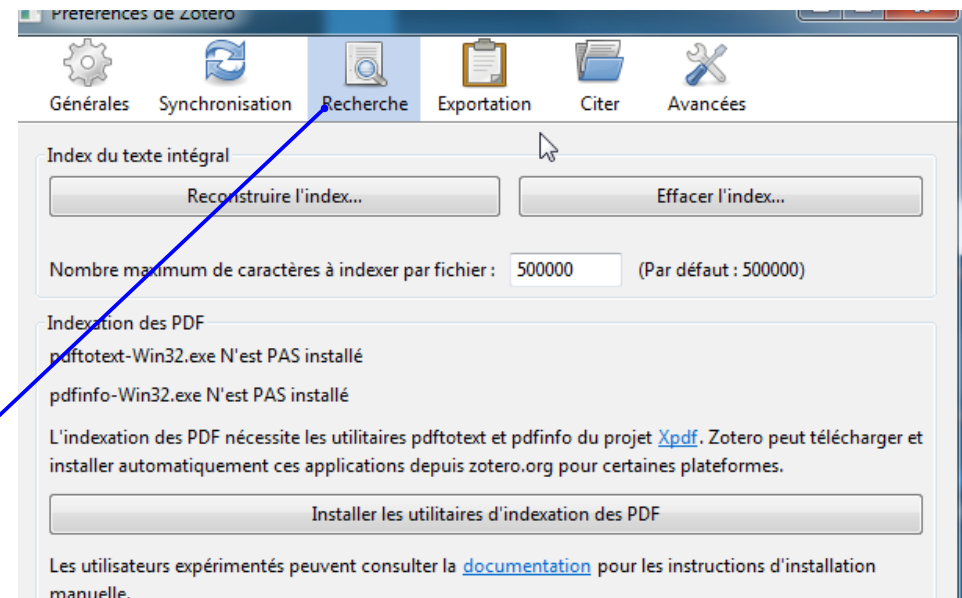 Préférences de Zotero
Générales Synchronisation Recherche Exportation Citer Avancées
Index du texte intégral
Reconstruire l'index... Effacer l'index...
Nombre maximum de caractères à indexer par fichier : 500000 (Par défaut : 500000)
Indexation des PDF
pdftotext-Win32.exe N'est PAS installé
pdfinfo-Win32.exe N'est PAS installé
L'indexation des PDF nécessite les utilitaires pdftotext et pdfinfo du projet Xpdf. Zotero peut télécharger et
installer automatiquement ces applications depuis zotero.org pour certaines plateformes.
Installer les utilitaires d'indexation des PDF
Les utilisateurs expérimentés peuvent consulter la documentation pour les instructions d'installation
manuelle.